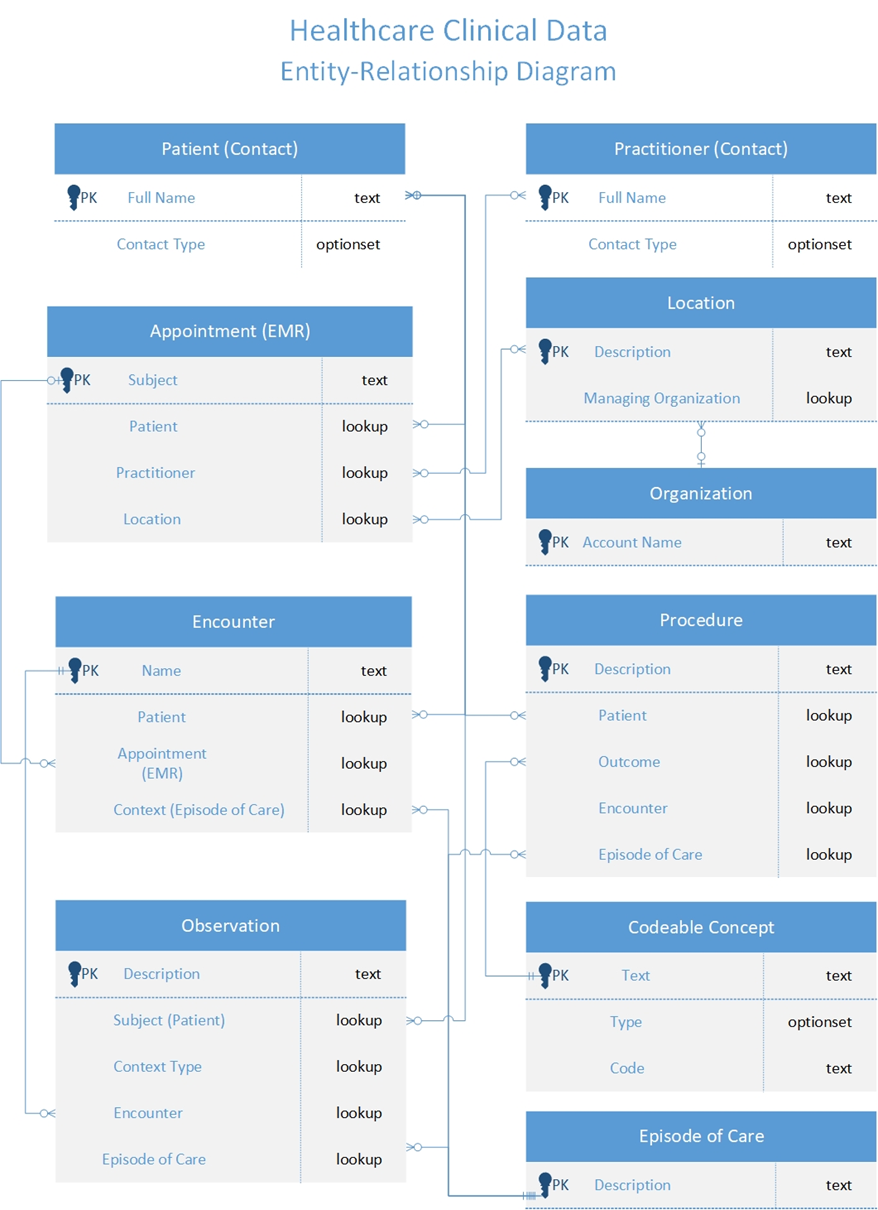 Healthcare Clinical Data
Entity-Relationship Diagram
Patient (Contact)
PK Full Name text
Contact Type optionset
Practitioner (Contact)
PK Full Name text
Contact Type optionset
Appointment (EMR)
PK Subject text
Patient lookup
Practitioner lookup
Location lookup
Location
PK Description text
Managing Organization lookup
Organization
PK Account Name text
Encounter
PK Name text
Patient lookup
Appointment
(EMR) lookup
Context (Episode of Care) lookup
Procedure
PK Description text
Patient lookup
Outcome lookup
Encounter lookup
Episode of Care lookup
Observation
PK Description text
Subject (Patient) lookup
Context Type lookup
Encounter lookup
Episode of Care lookup
Codeable Concept
PK Text text
Type optionset
Code text
Episode of Care
PK Description text